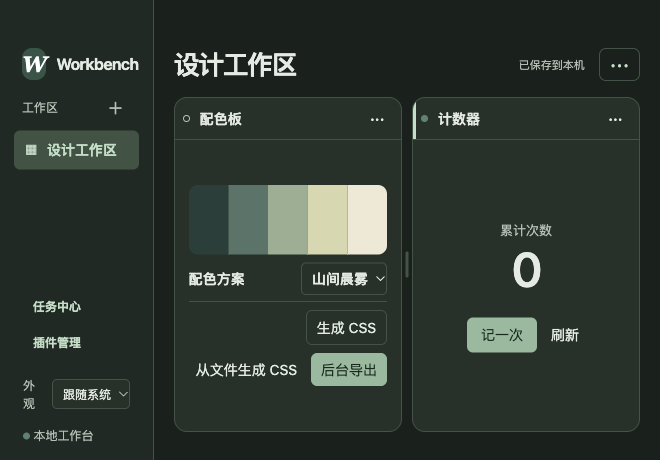 W Workbench
工作区
设计工作区
任务中心
插件管理
外观
跟随系统
本地工作台
设计工作区
已保存到本机
配色板
配色方案
山间晨雾
生成 CSS
从文件生成 CSS
后台导出
计数器
累计次数
0
记一次
刷新